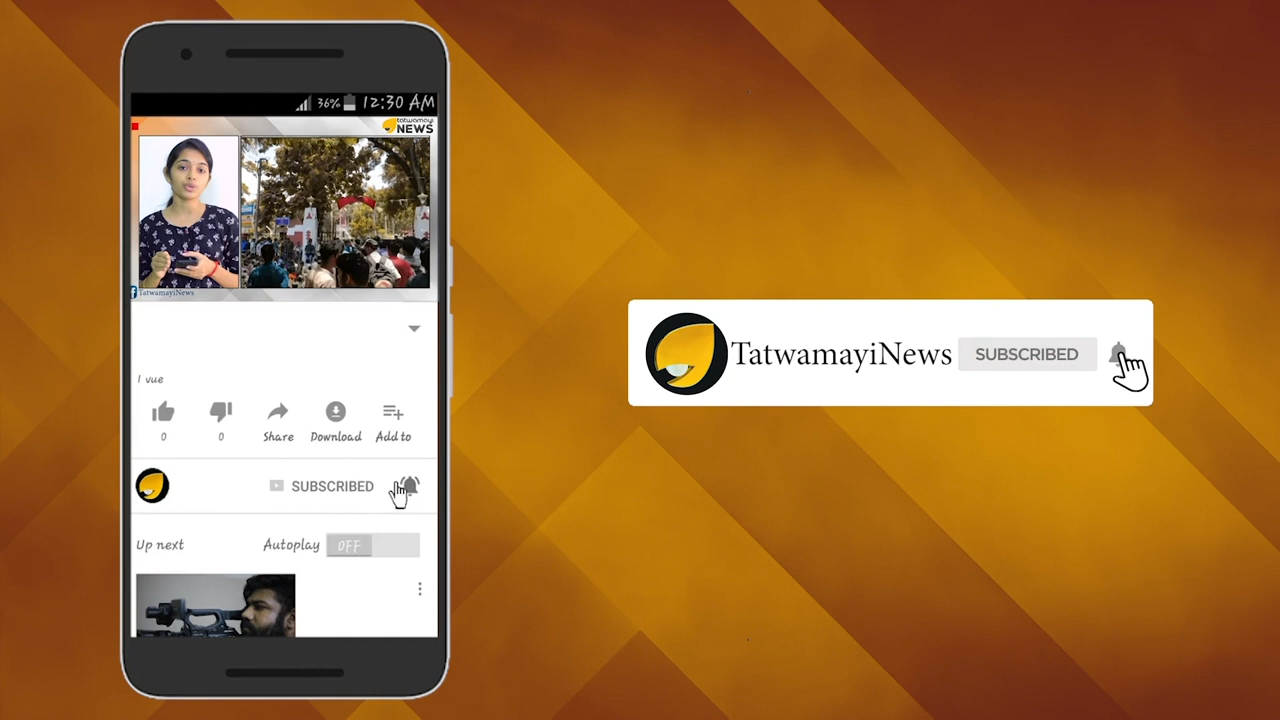 36% 12:30 AM
tatwamayi
NEWS
TatwamayiNews
1 vue
0 0 Share Download Add to
SUBSCRIBED
Up next Autoplay OFF
TatwamayiNews SUBSCRIBED